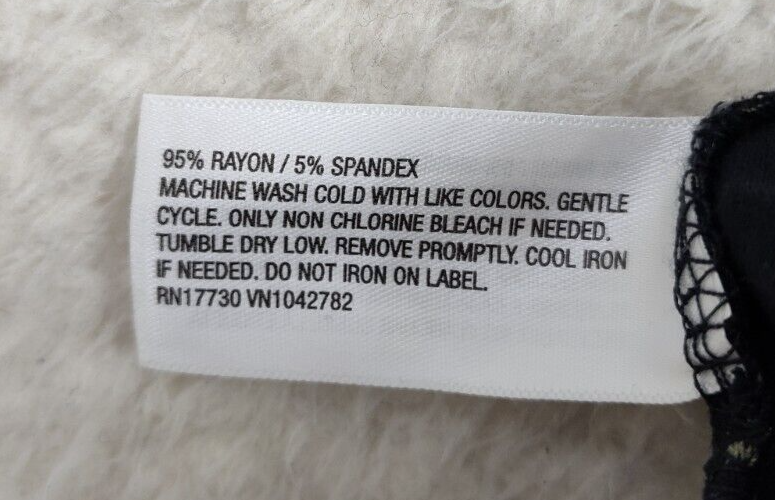 95% RAYON / 5% SPANDEX
MACHINE WASH COLD WITH LIKE COLORS. GENTLE
CYCLE. ONLY NON CHLORINE BLEACH IF NEEDED.
TUMBLE DRY LOW. REMOVE PROMPTLY. COOL IRON
IF NEEDED. DO NOT IRON ON LABEL.
RN17730 VN1042782